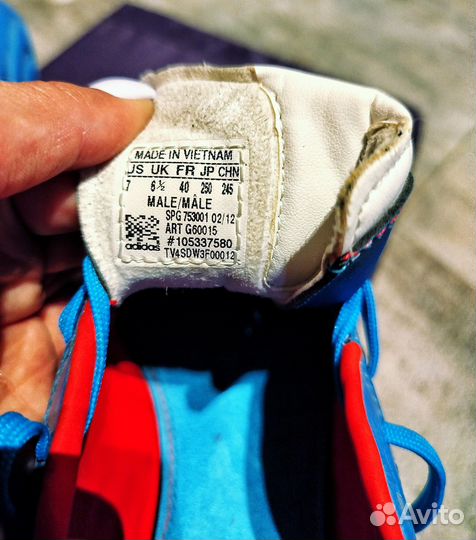 MADE IN VIETNAM
US UK FR JP CHN
7 6½ 40 250 245
MALE/MÂLE
SPG 753001 02/12
ART G60015
#105337580
TV4SDW3F00012
adidas
Avito